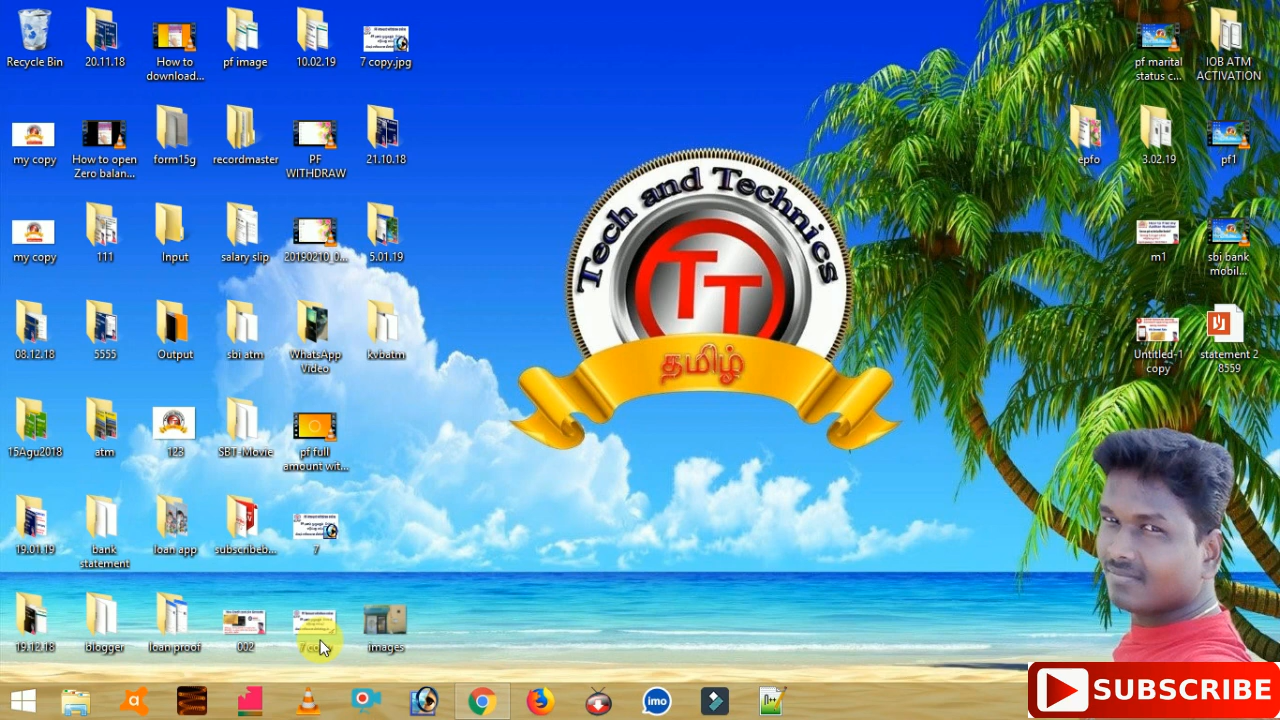 Recycle Bin
20.11.18
How to
download...
pf image
10.02.19
7 copy.jpg
my copy
How to open
Zero balan...
form15g
recordmaster
PF
WITHDRAW
21.10.18
my copy
111
Input
salary slip
20190210_0...
5.01.19
08.12.18
5555
Output
sbi atm
WhatsApp
Video
kvbatm
15Agu2018
atm
123
SBT-Movie
pf full
amount wit...
19.01.19
bank
statement
loan app
subscribeb...
7
19.12.18
blogger
loan proof
002
images
Tech and Technics
TT
தமிழ்
pf marital
status c...
IOB ATM
ACTIVATION
epfo
3.02.19
pf1
m1
sbi bank
mobil...
Untitled-1
copy
statement 2
8559
imo
SUBSCRIBE